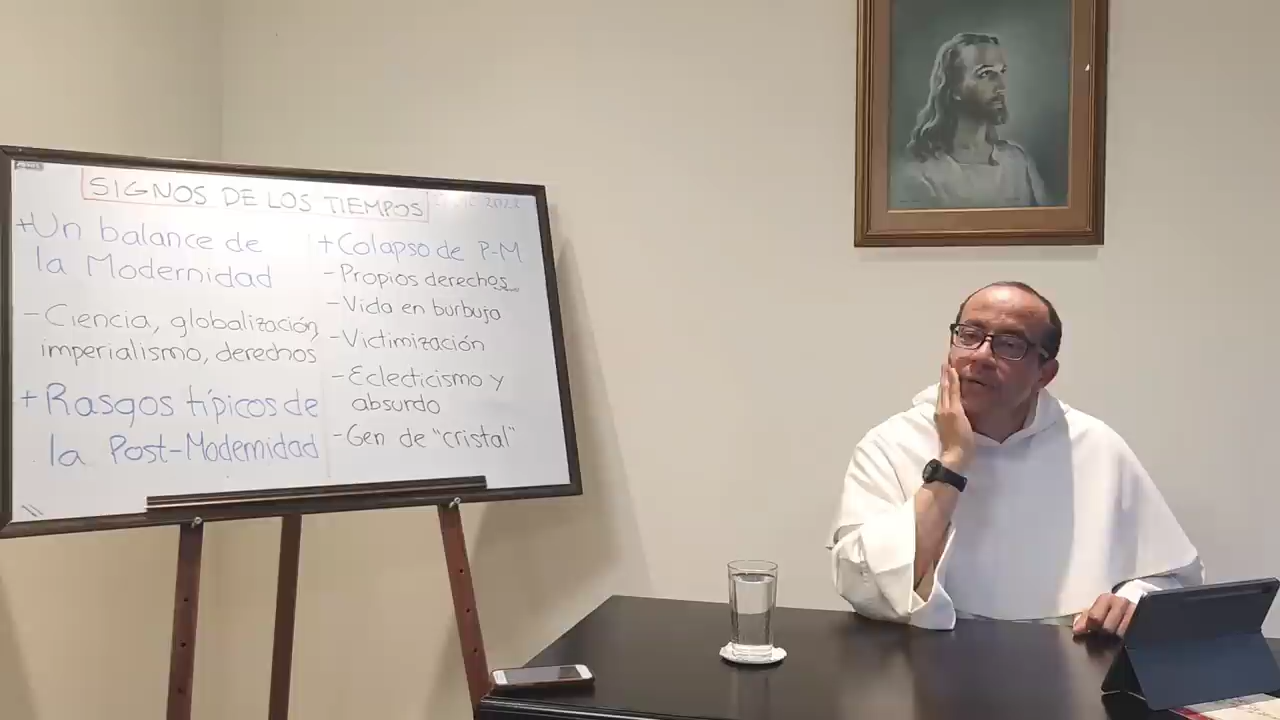 SIGNOS DE LOS TIEMPOS
2022
+Un balance de
la Modernidad
- Ciencia, globalización,
imperialismo, derechos
+ Rasgos típicos de
la Post-Modernidad
+Colapso de P-M
- Propios derechos
- Vida en burbuja
- Victimización
- Eclecticismo y
absurdo
- Gen de "cristal"